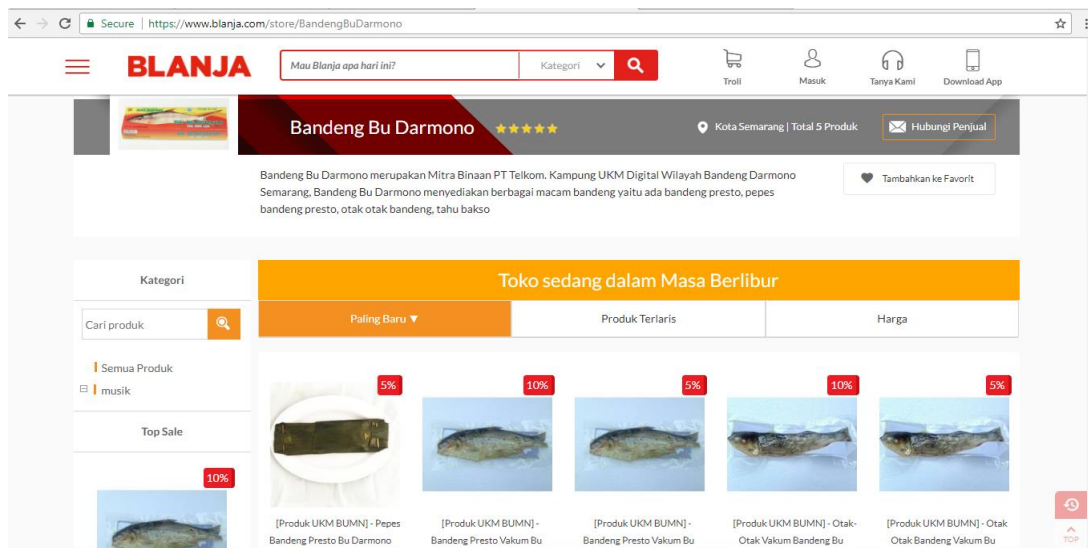 Secure | https://www.blanja.com/store/BandengBuDarmono
BLANJA
Mau Blanja apa hari ini?
Kategori
Troli
Masuk
Tanya Kami
Download App
Bandeng Bu Darmono
Kota Semarang | Total 5 Produk
Hubungi Penjual
Bandeng Bu Darmono merupakan Mitra Binaan PT Telkom. Kampung UKM Digital Wilayah Bandeng Darmono
Semarang, Bandeng Bu Darmono menyediakan berbagai macam bandeng yaitu ada bandeng presto, pepes
bandeng presto, otak otak bandeng, tahu bakso
Tambahkan ke Favorit
Kategori
Toko sedang dalam Masa Berlibur
Cari produk
Paling Baru ▼
Produk Terlaris
Harga
Semua Produk
musik
Top Sale
10%
5%
10%
5%
10%
5%
[Produk UKM BUMN] - Pepes
Bandeng Presto Bu Darmono
[Produk UKM BUMN] -
Bandeng Presto Vakum Bu
[Produk UKM BUMN] -
Bandeng Presto Vakum Bu
[Produk UKM BUMN] - Otak-
Otak Vakum Bandeng Bu
[Produk UKM BUMN] - Otak
Otak Bandeng Vakum Bu
TOP